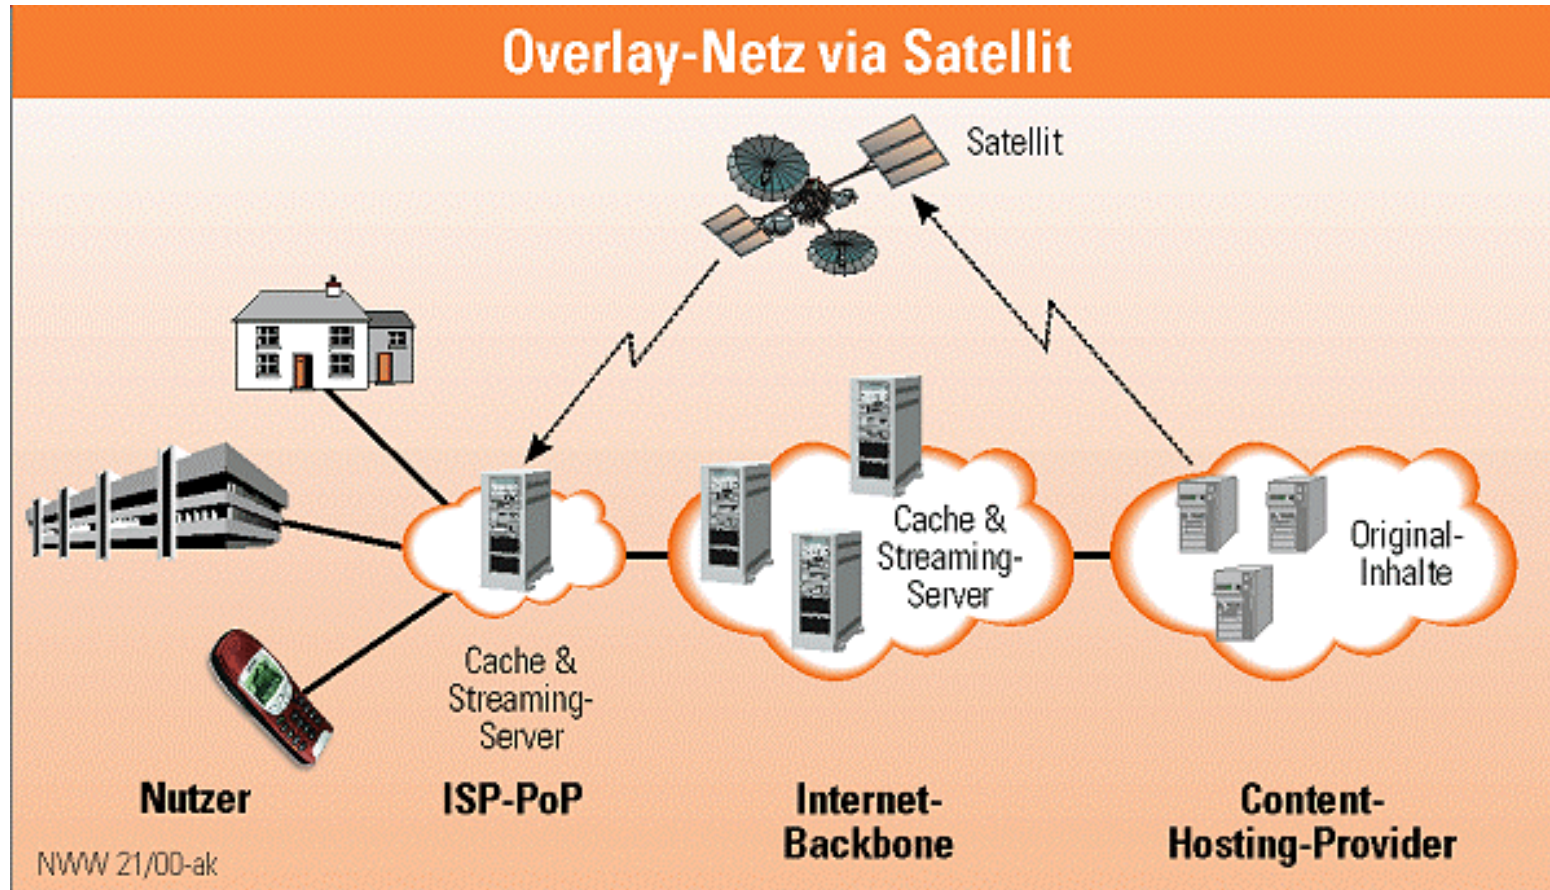 Overlay-Netz via Satellit
Satellit
Cache &
Streaming-
Server
Original-
Inhalte
Cache &
Streaming-
Server
Nutzer
ISP-PoP
Internet-
Backbone
Content-
Hosting-Provider
NWW 21/00-ak